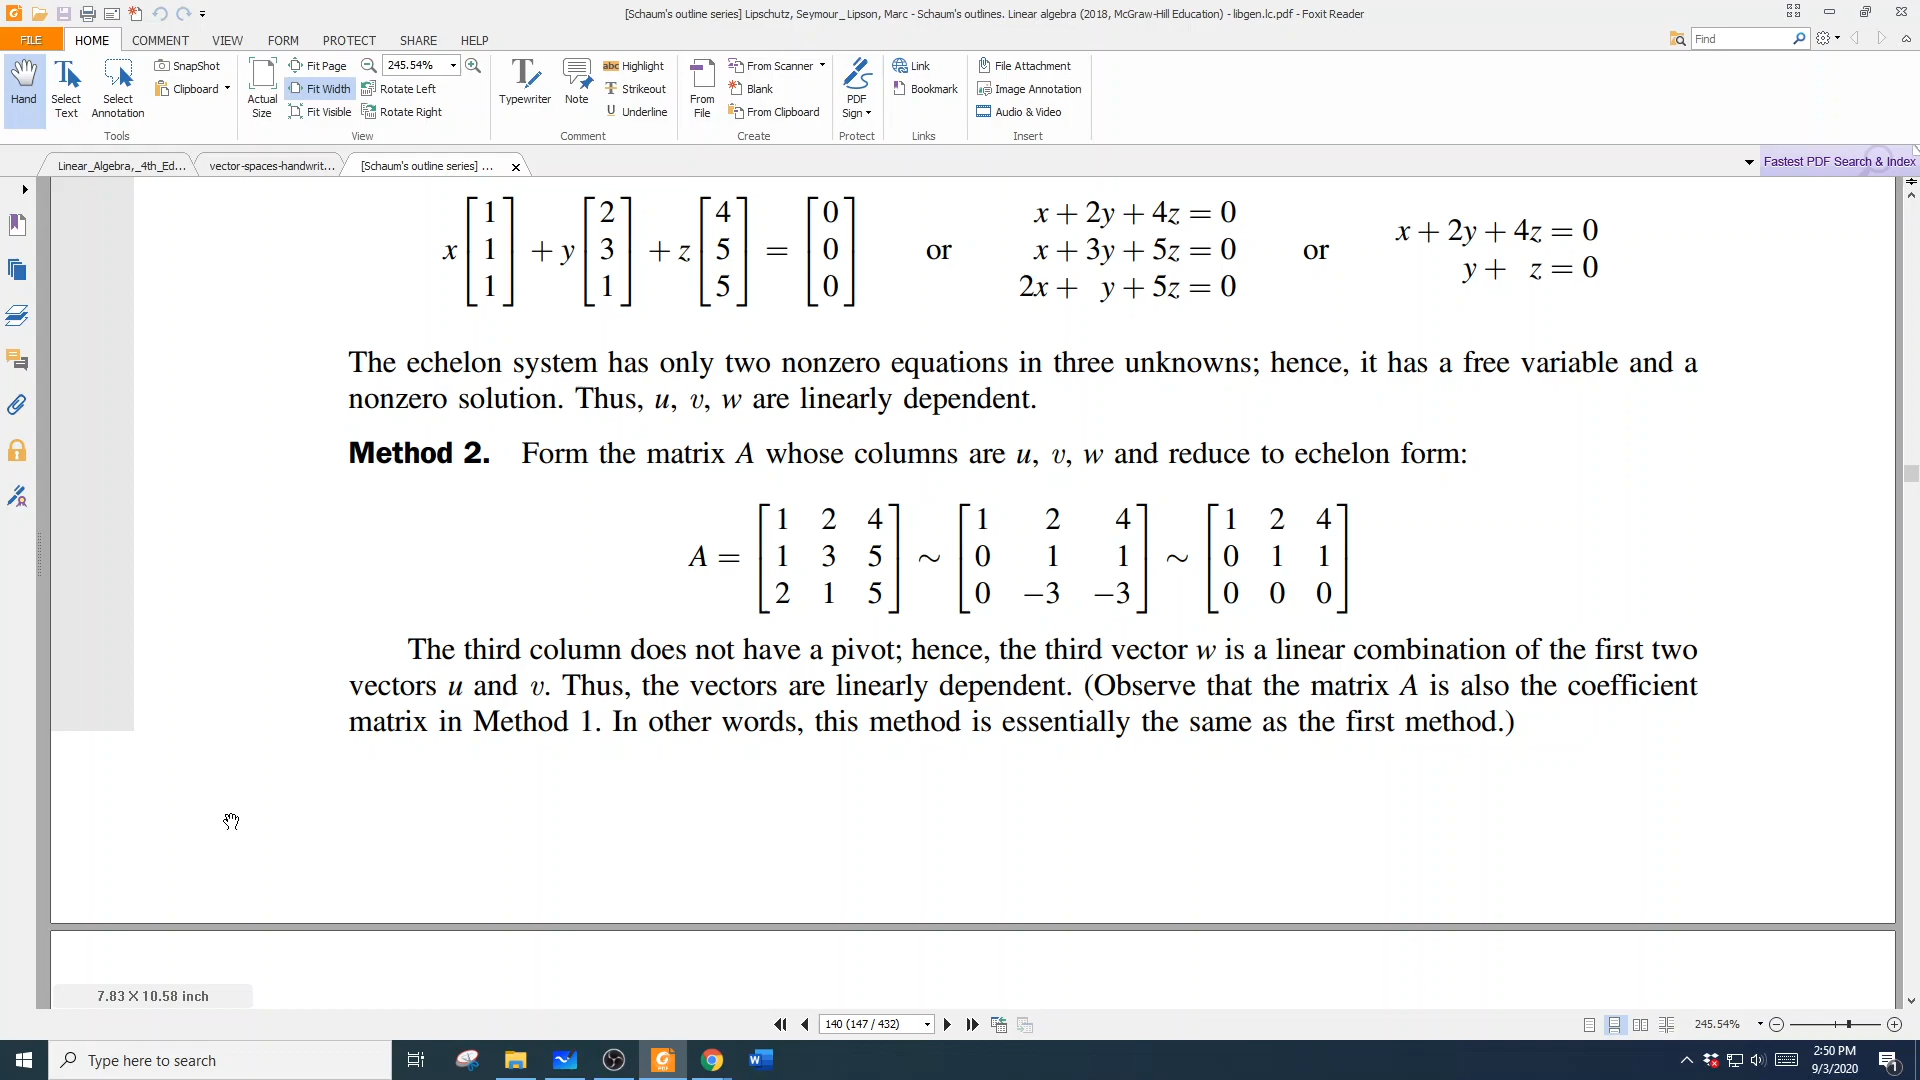 [Schaum's outline series] Lipschutz, Seymour_ Lipson, Marc - Schaum's outlines. Linear algebra (2018, McGraw-Hill Education) - libgen.lc.pdf - Foxit Reader
FILE HOME COMMENT VIEW FORM PROTECT SHARE HELP Find
Hand
Select Text
Select Annotation
SnapShot
Clipboard
Tools
Actual Size
Fit Page
Fit Width
Fit Visible
245.54%
Rotate Left
Rotate Right
View
Typewriter
Note
Highlight
Strikeout
Underline
Comment
From File
From Scanner
Blank
From Clipboard
Create
PDF Sign
Protect
Link
Bookmark
Links
File Attachment
Image Annotation
Audio & Video
Insert
Linear_Algebra,_4th_Ed... vector-spaces-handwrit... [Schaum's outline series] ... Fastest PDF Search & Index
x [1 1 1] + y [2 3 1] + z [4 5 5] = [0 0 0] or
x + 2y + 4z = 0
x + 3y + 5z = 0
2x + y + 5z = 0
or
x + 2y + 4z = 0
y + z = 0
The echelon system has only two nonzero equations in three unknowns; hence, it has a free variable and a
nonzero solution. Thus, u, v, w are linearly dependent.
Method 2. Form the matrix A whose columns are u, v, w and reduce to echelon form:
1 2 4 1 2 4 1 2 4
A = 1 3 5 ~ 0 1 1 ~ 0 1 1
2 1 5 0 −3 −3 0 0 0
The third column does not have a pivot; hence, the third vector w is a linear combination of the first two
vectors u and v. Thus, the vectors are linearly dependent. (Observe that the matrix A is also the coefficient
matrix in Method 1. In other words, this method is essentially the same as the first method.)
7.83 X 10.58 inch
140 (147 / 432) 245.54%
Type here to search
2:50 PM
9/3/2020
1